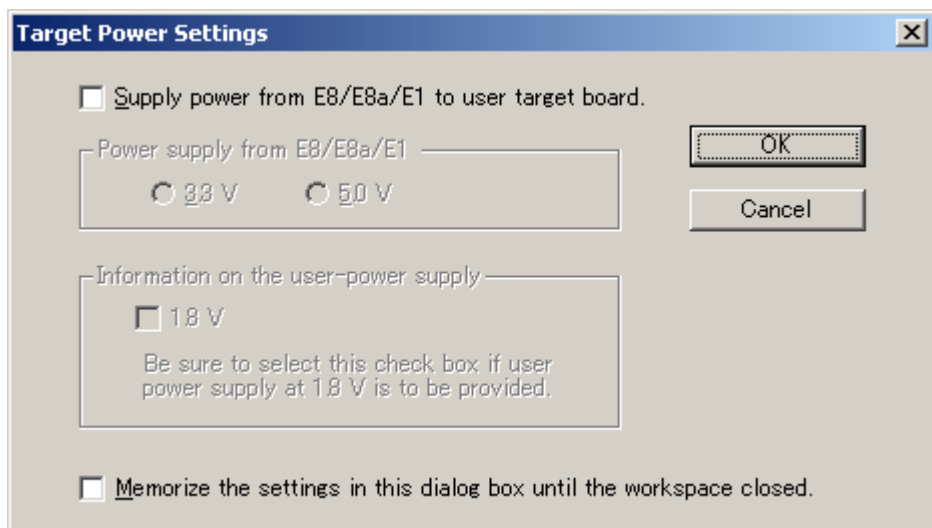 Target Power Settings
Supply power from E8/E8a/E1 to user target board.
Power supply from E8/E8a/E1
3.3 V
5.0 V
OK
Cancel
Information on the user-power supply
1.8 V
Be sure to select this check box if user
power supply at 1.8 V is to be provided.
Memorize the settings in this dialog box until the workspace closed.